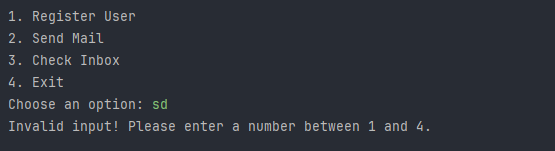 1. Register User
2. Send Mail
3. Check Inbox
4. Exit
Choose an option: sd
Invalid input! Please enter a number between 1 and 4.